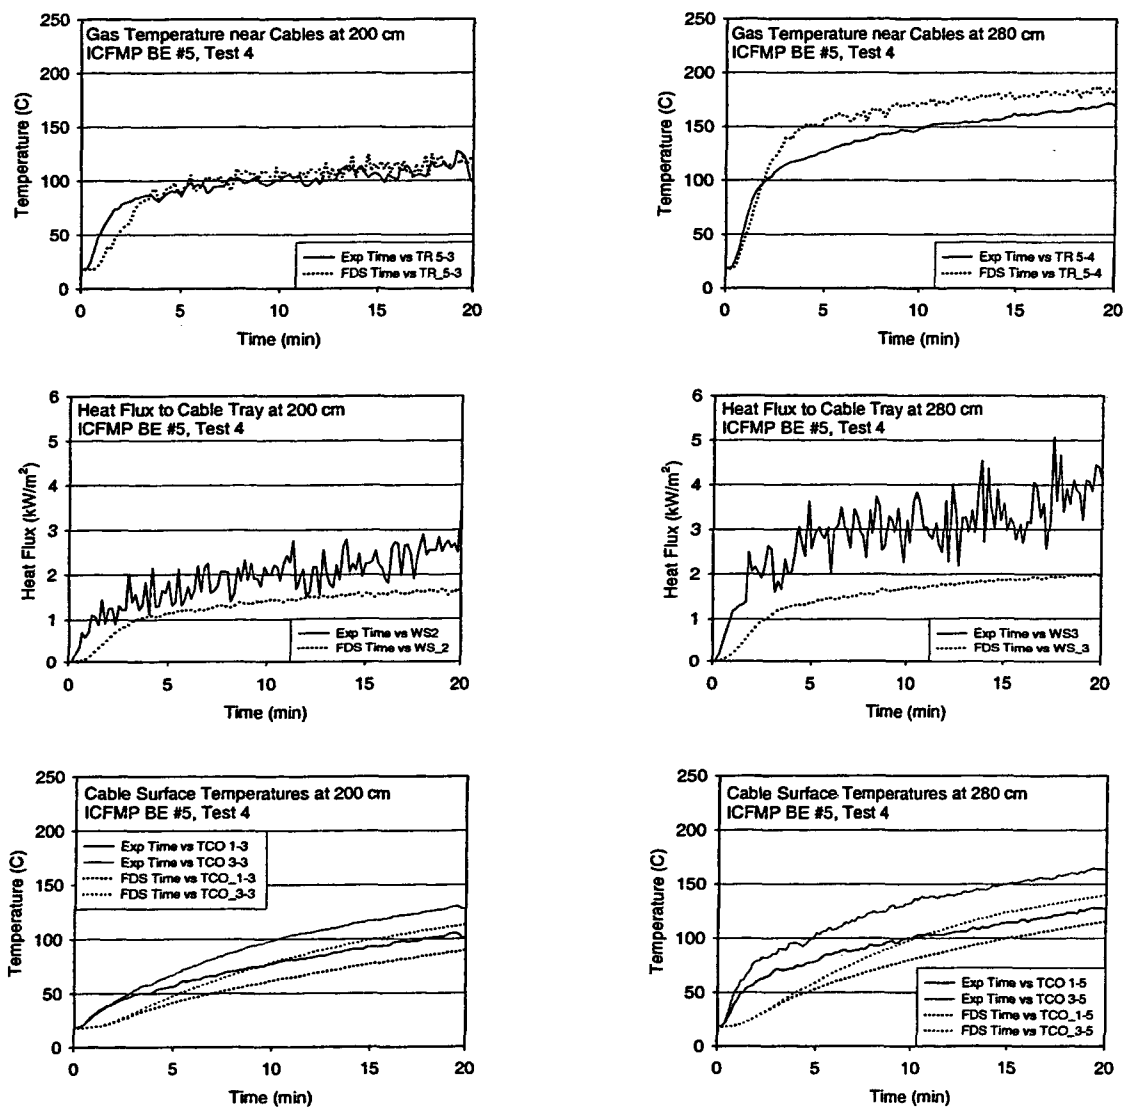 Gas Temperature near Cables at 200 cm
ICFMP BE #5, Test 4
Temperature (C)
250
200
150
100
50
0
Exp Time vs TR 5-3
FDS Time vs TR_5-3
0 5 10 15 20
Time (min)
Gas Temperature near Cables at 280 cm
ICFMP BE #5, Test 4
Temperature (C)
250
200
150
100
50
0
Exp Time vs TR 5-4
FDS Time vs TR_5-4
0 5 10 15 20
Time (min)
Heat Flux to Cable Tray at 200 cm
ICFMP BE #5, Test 4
Heat Flux (kW/m²)
6
5
4
3
2
1
0
Exp Time vs WS2
FDS Time vs WS_2
0 5 10 15 20
Time (min)
Heat Flux to Cable Tray at 280 cm
ICFMP BE #5, Test 4
Heat Flux (kW/m²)
6
5
4
3
2
1
0
Exp Time vs WS3
FDS Time vs WS_3
0 5 10 15 20
Time (min)
Cable Surface Temperatures at 200 cm
ICFMP BE #5, Test 4
Temperature (C)
250
200
150
100
50
0
Exp Time vs TCO 1-3
Exp Time vs TCO 3-3
FDS Time vs TCO_1-3
FDS Time vs TCO_3-3
0 5 10 15 20
Time (min)
Cable Surface Temperatures at 280 cm
ICFMP BE #5, Test 4
Temperature (C)
250
200
150
100
50
0
Exp Time vs TCO 1-5
Exp Time vs TCO 3-5
FDS Time vs TCO_1-5
FDS Time vs TCO_3-5
0 5 10 15 20
Time (min)